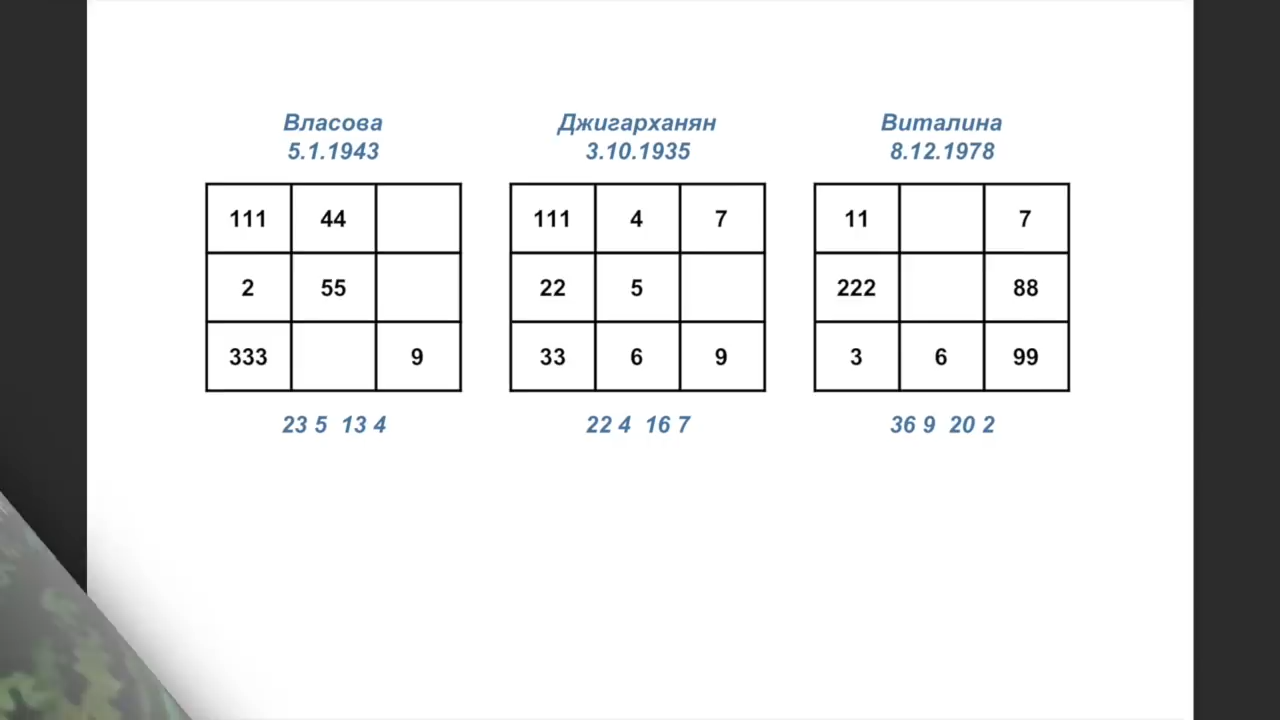 Власова
5.1.1943
111 44
2 55
333 9
23 5 13 4
Джигарханян
3.10.1935
111 4 7
22 5
33 6 9
22 4 16 7
Виталина
8.12.1978
11 7
222 88
3 6 99
36 9 20 2